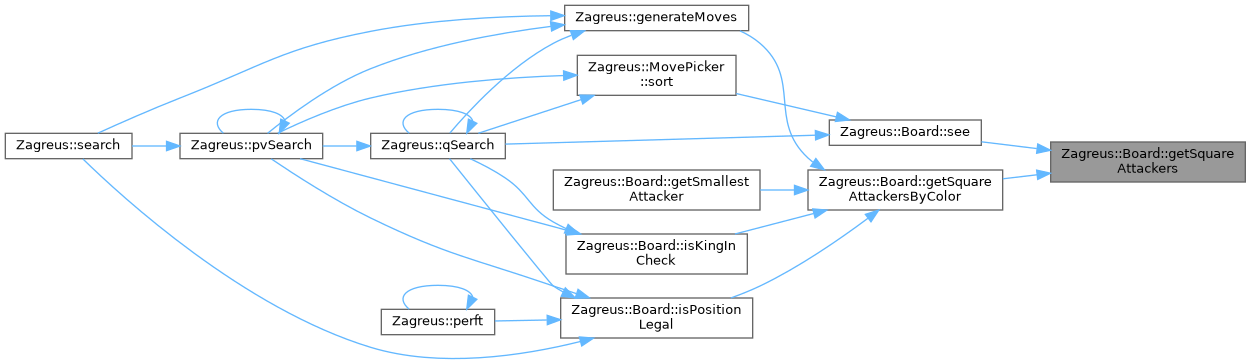 Zagreus::generateMoves
Zagreus::MovePicker
::sort
Zagreus::Board::see
Zagreus::search
Zagreus::pvSearch
Zagreus::qSearch
Zagreus::Board::getSquare
Attackers
Zagreus::Board::getSmallest
Attacker
Zagreus::Board::getSquare
AttackersByColor
Zagreus::Board::isKingIn
Check
Zagreus::Board::isPosition
Legal
Zagreus::perft